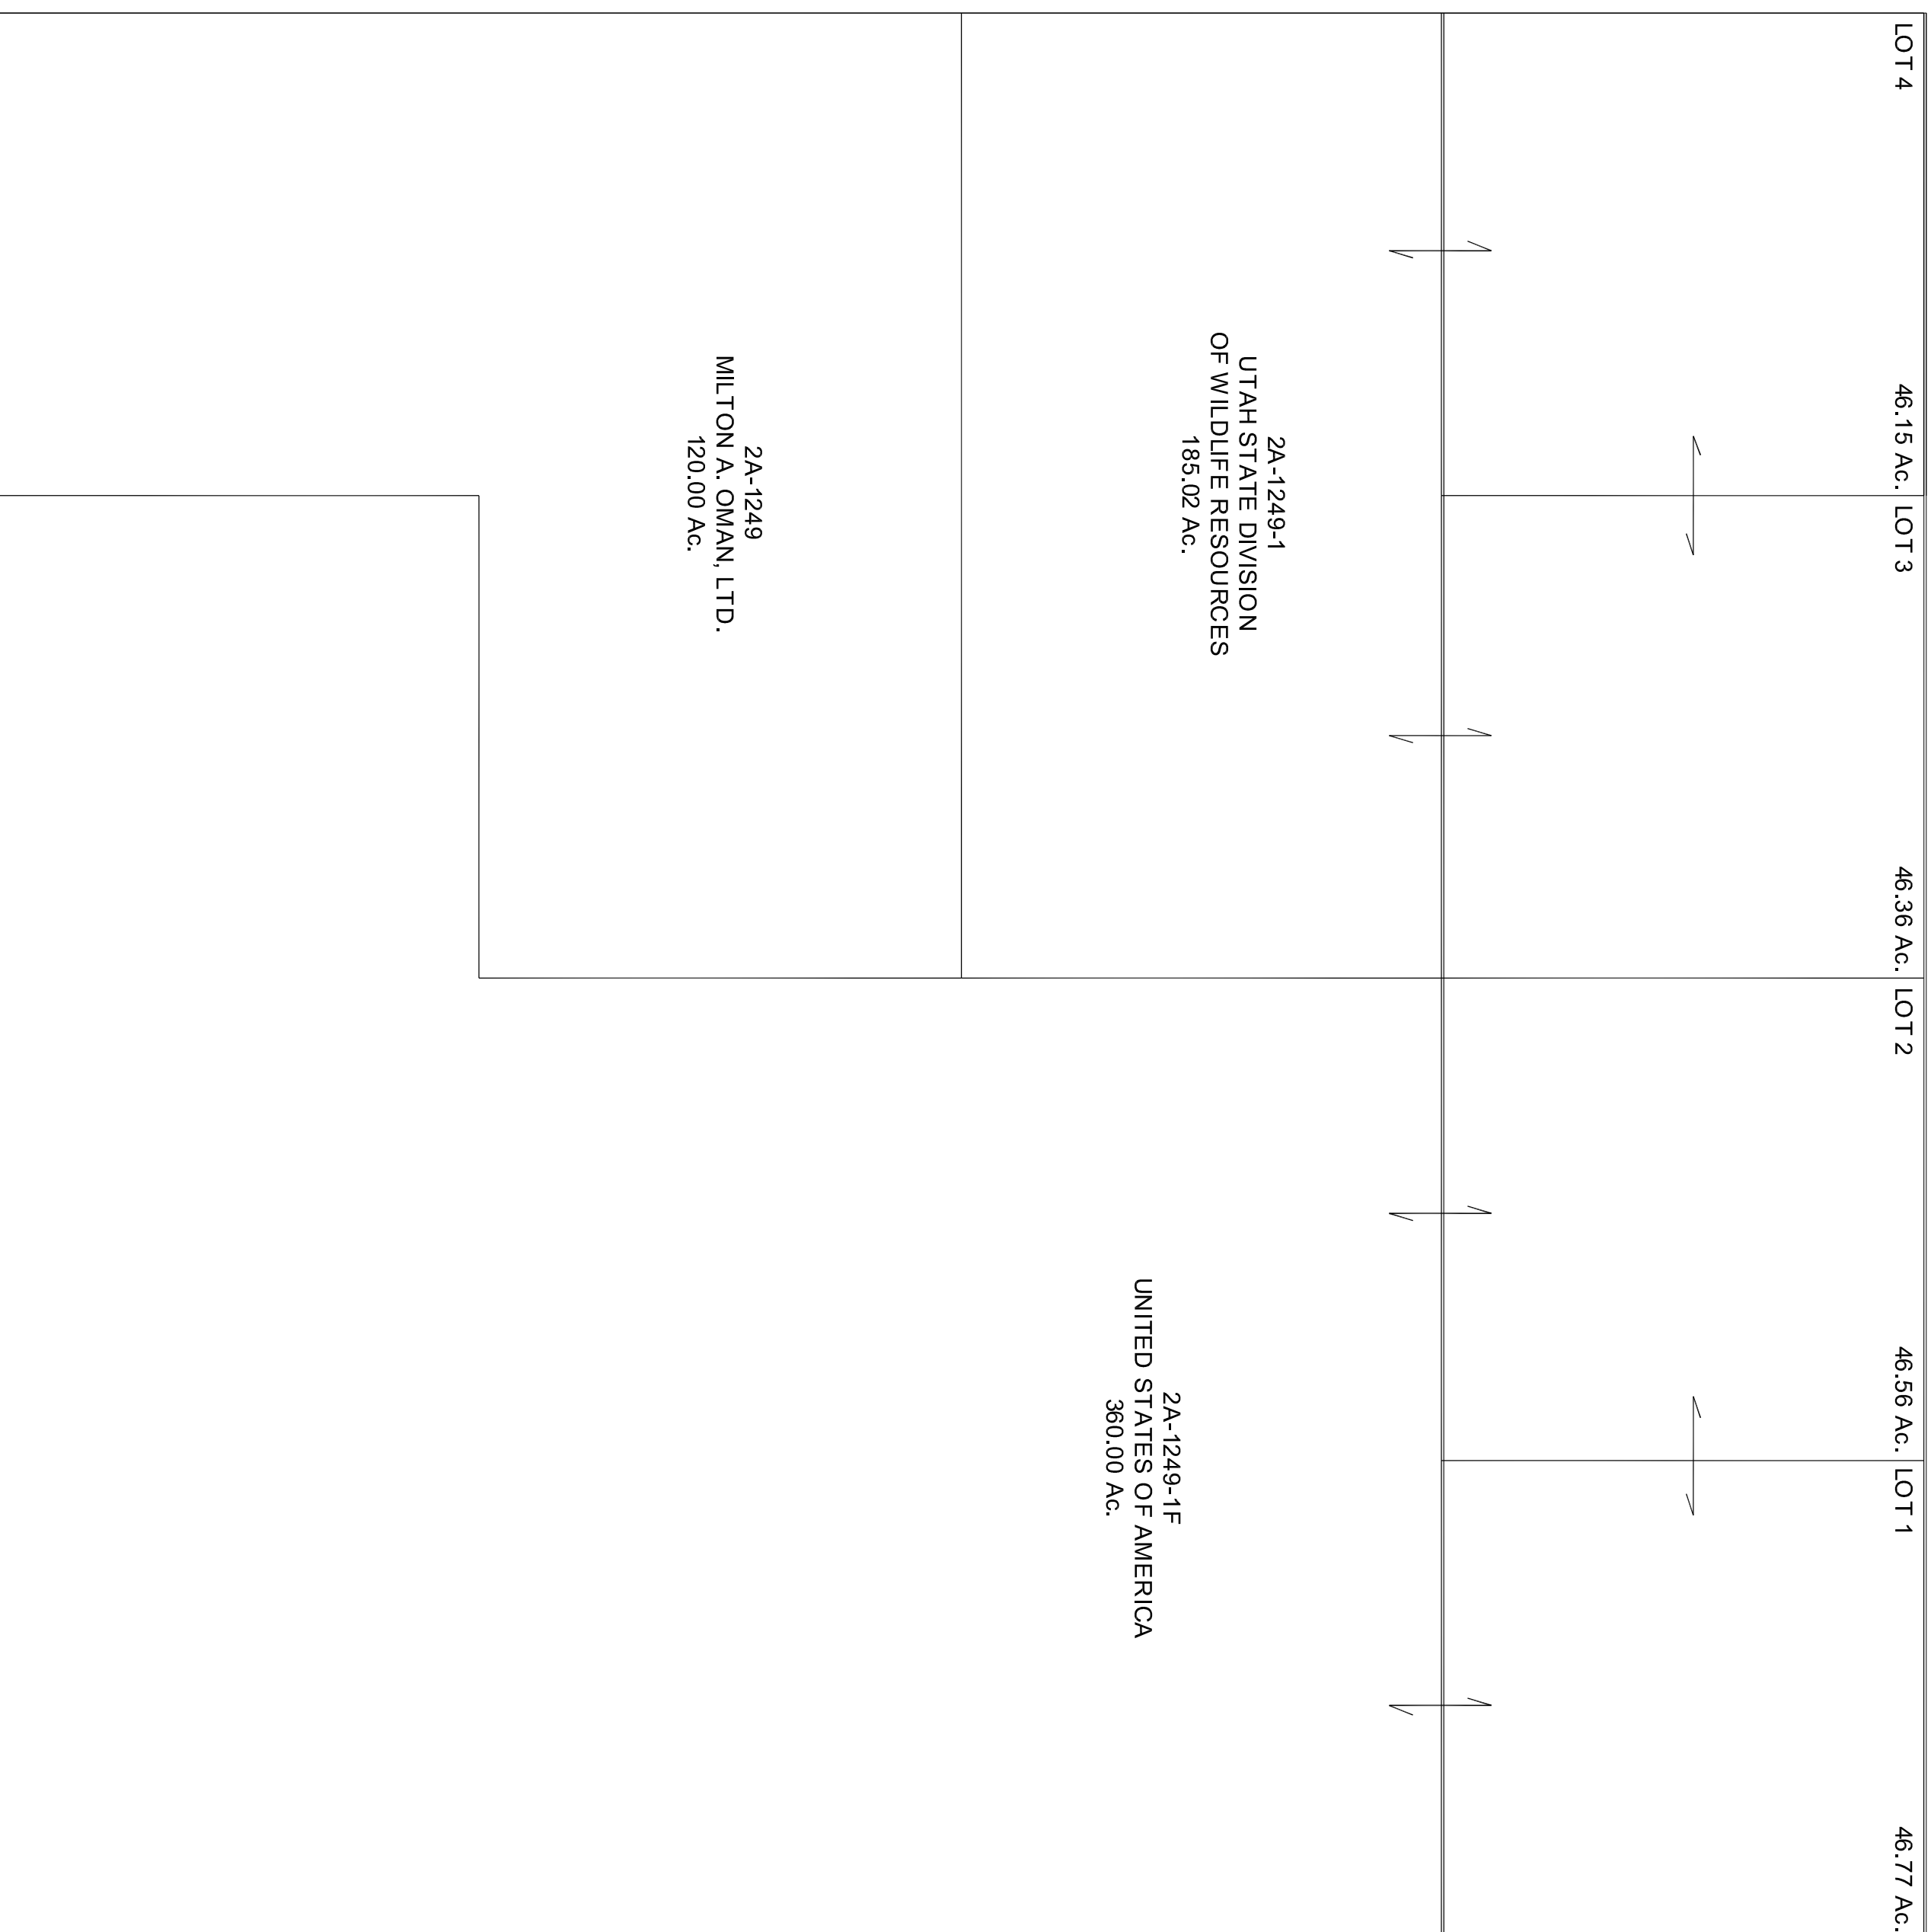 LOT 4
46.15 Ac.
LOT 3
46.36 Ac.
LOT 2
46.56 Ac.
LOT 1
46.77 Ac.
2A-1249-1
UTAH STATE DIVISION
OF WILDLIFE RESOURCES
185.02 Ac.
2A-1249-1F
UNITED STATES OF AMERICA
360.00 Ac.
2A-1249
MILTON A. OMAN, LTD.
120.00 Ac.